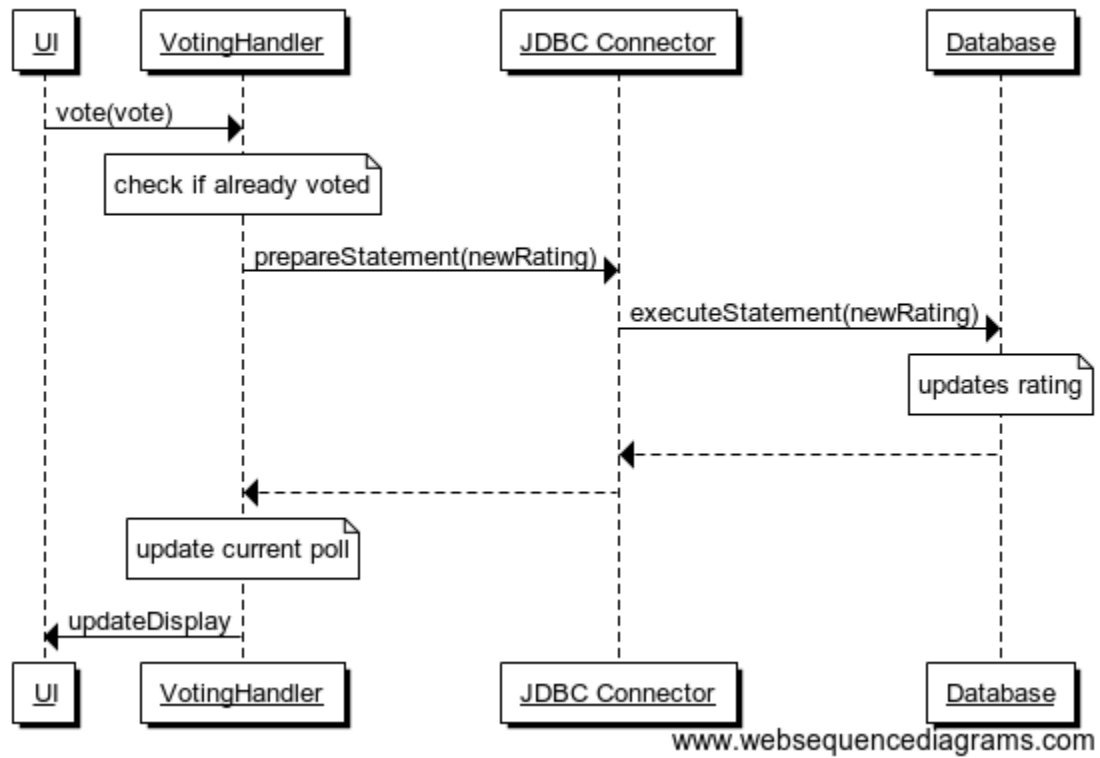 UI
VotingHandler
JDBC Connector
Database
vote(vote)
check if already voted
prepareStatement(newRating)
executeStatement(newRating)
updates rating
update current poll
updateDisplay
UI
VotingHandler
JDBC Connector
Database
www.websequencediagrams.com